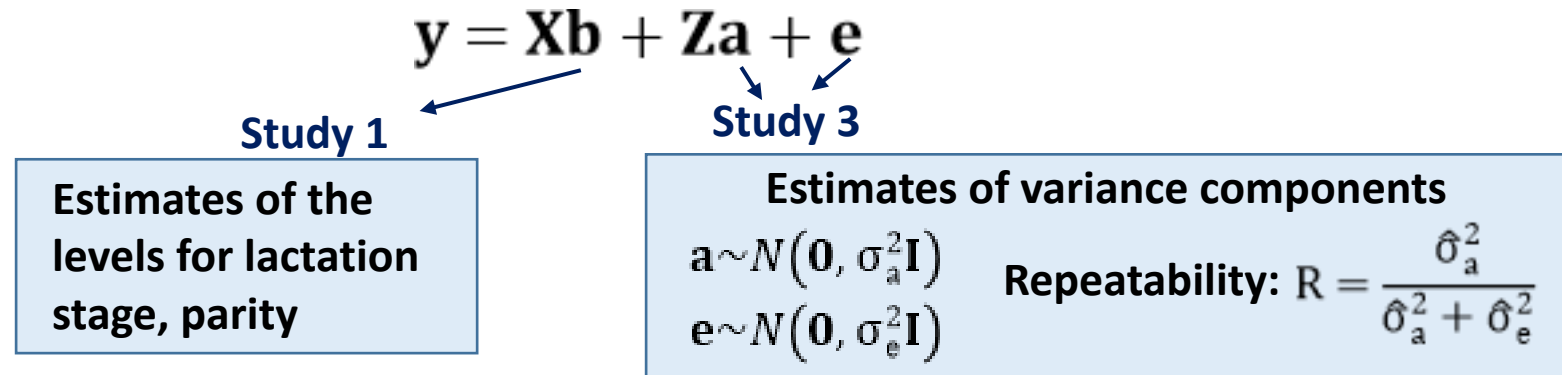 y = Xb + Za + e
Study 1
Estimates of the
levels for lactation
stage, parity
Study 3
Estimates of variance components
a~N(0, σ²ₐI)
e~N(0, σ²ₑI)
Repeatability: R = σ̂²ₐ / (σ̂²ₐ + σ̂²ₑ)